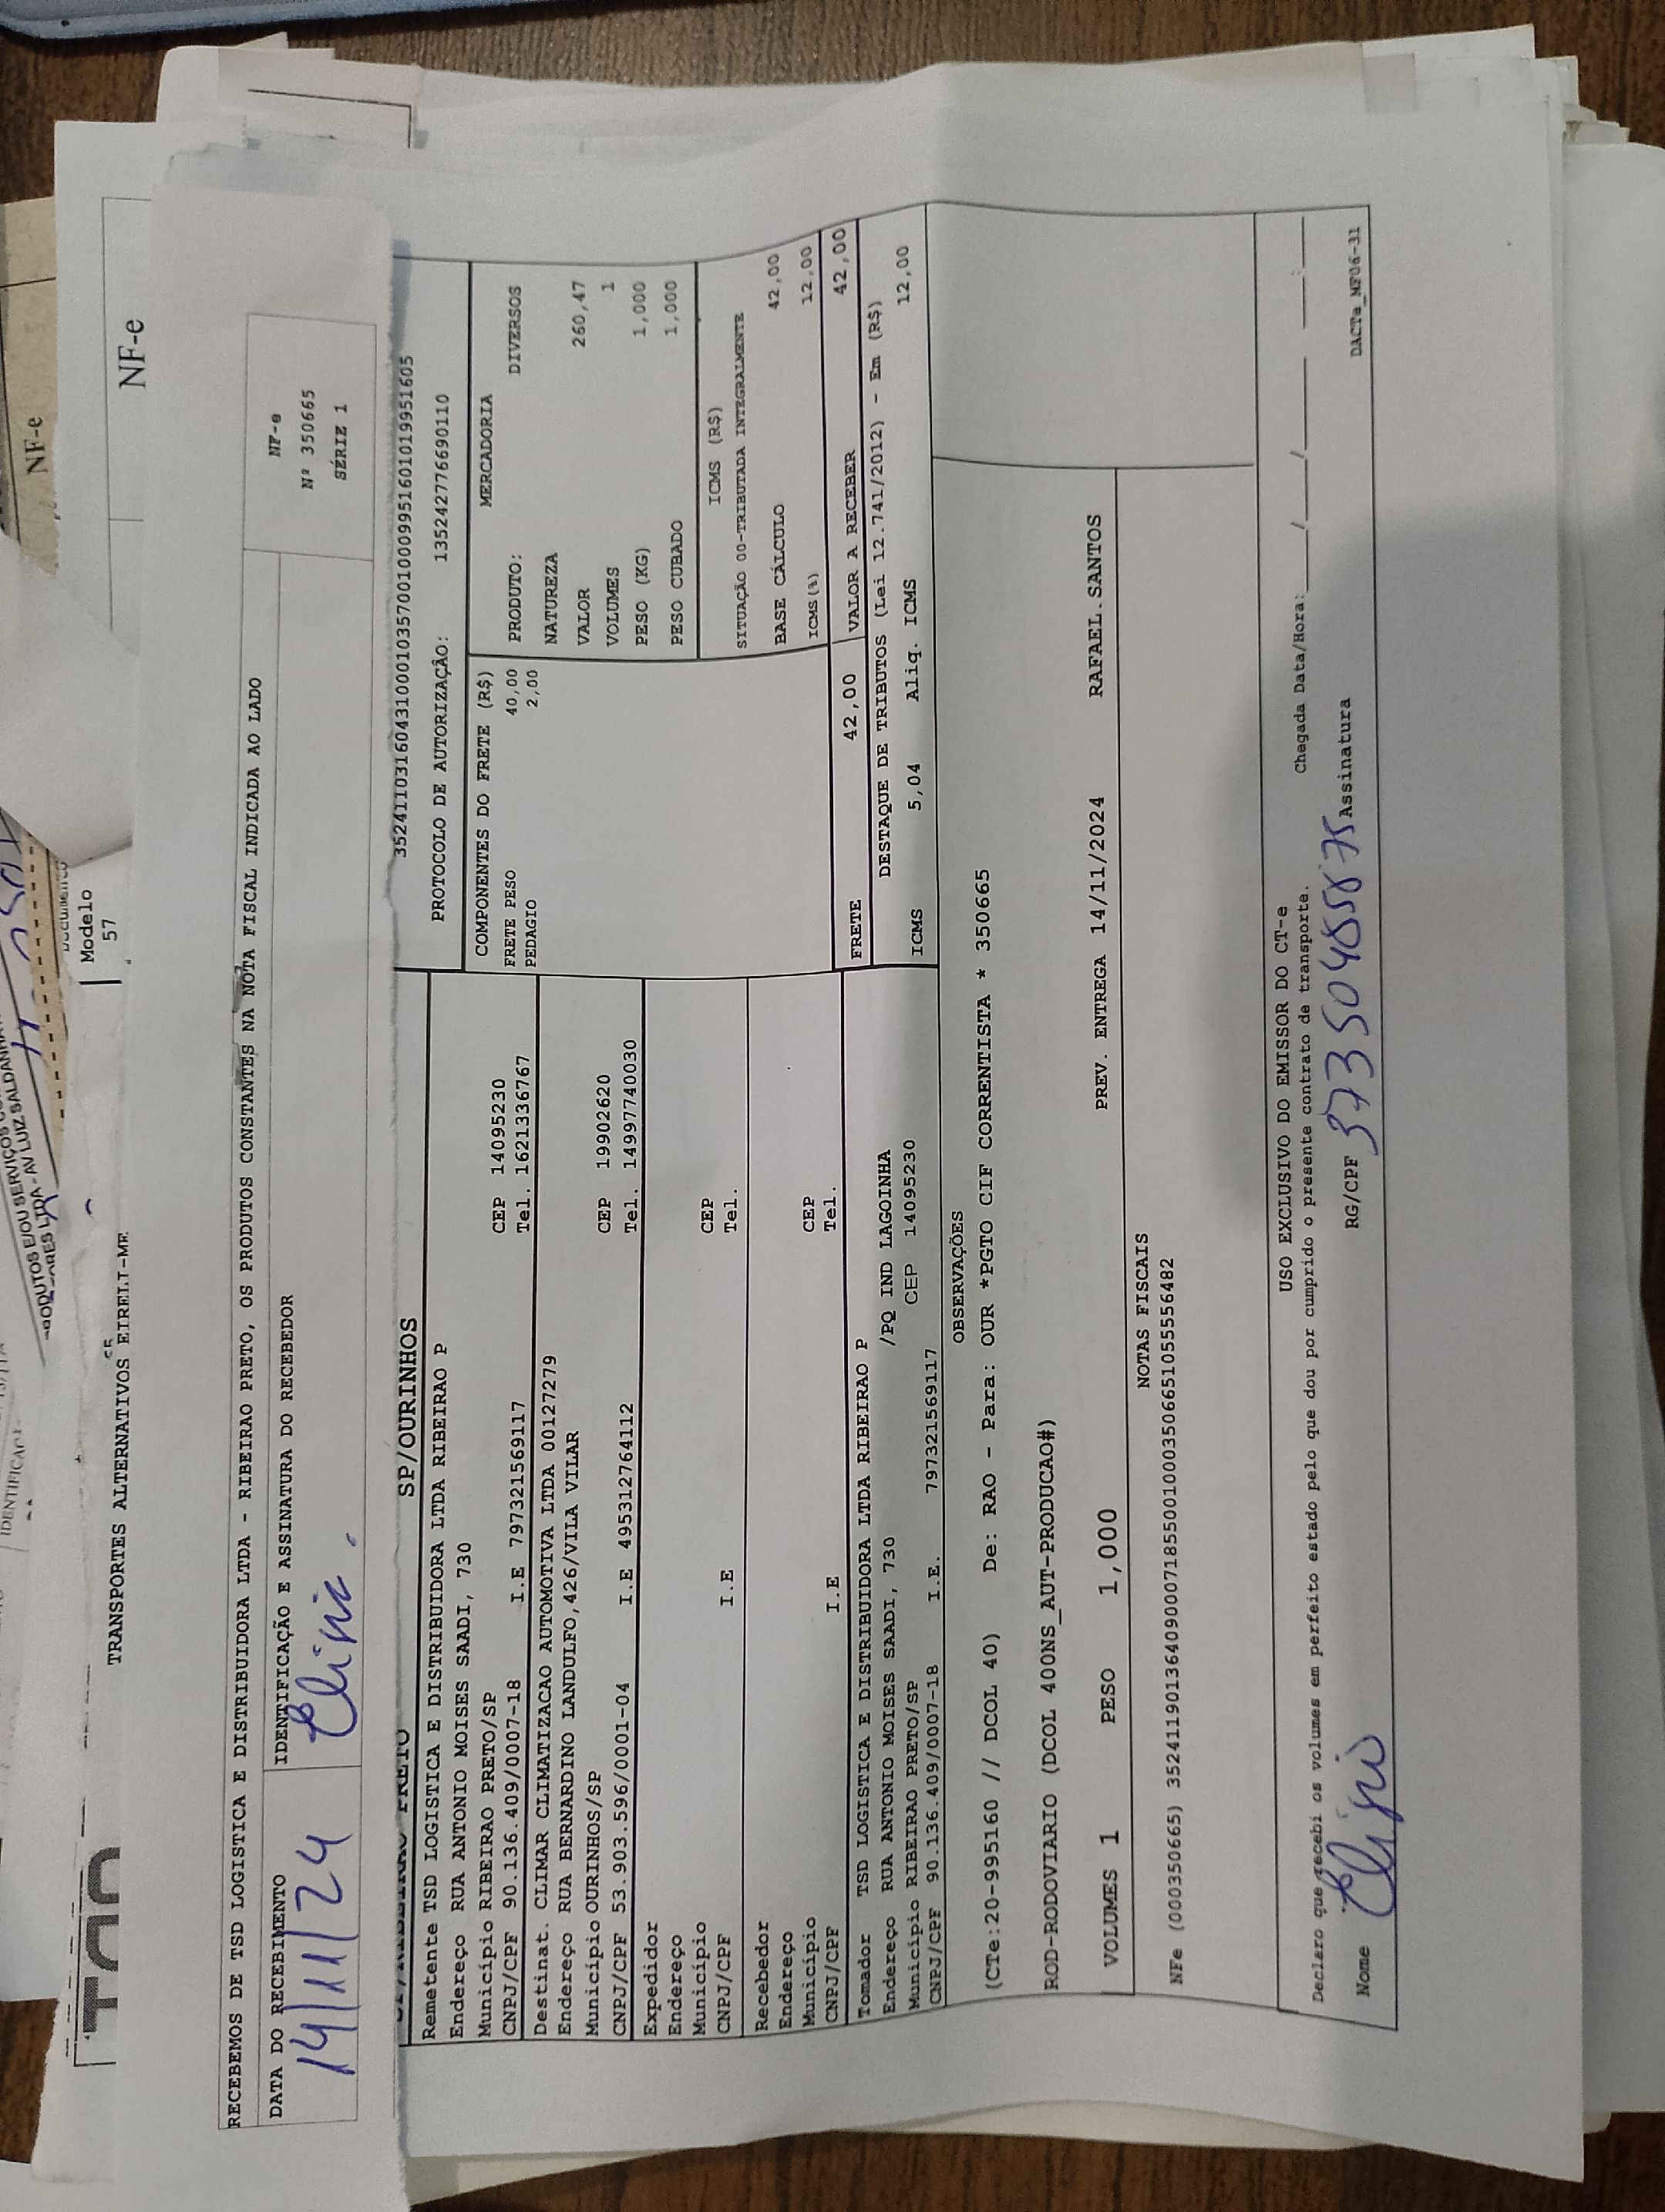 NF-e
NF-e
Modelo
57
TRANSPORTES ALTERNATIVOS EIRELI-ME
RECEBEMOS DE TSD LOGISTICA E DISTRIBUIDORA LTDA - RIBEIRAO PRETO, OS PRODUTOS CONSTANTES NA NOTA FISCAL INDICADA AO LADO
NF-e
Nº 350665
SÉRIE 1
DATA DO RECEBIMENTO
14/11/24
IDENTIFICAÇÃO E ASSINATURA DO RECEBEDOR
SP/OURINHOS
35241103160431000103570010009951601019951605
PROTOCOLO DE AUTORIZAÇÃO: 135242776690110
Remetente TSD LOGISTICA E DISTRIBUIDORA LTDA RIBEIRAO P
Endereço RUA ANTONIO MOISES SAADI, 730
Município RIBEIRAO PRETO/SP CEP 14095230
CNPJ/CPF 90.136.409/0007-18 I.E 797321569117 Tel. 1621336767
Destinat. CLIMAR CLIMATIZACAO AUTOMOTIVA LTDA 00127279
Endereço RUA BERNARDINO LANDULFO,426/VILA VILAR
Município OURINHOS/SP CEP 19902620
CNPJ/CPF 53.903.596/0001-04 I.E 495312764112 Tel. 14997740030
Expedidor
Endereço
Município CEP
CNPJ/CPF I.E Tel.
Recebedor
Endereço
Município CEP
CNPJ/CPF I.E Tel.
Tomador TSD LOGISTICA E DISTRIBUIDORA LTDA RIBEIRAO P
Endereço RUA ANTONIO MOISES SAADI, 730 /PQ IND LAGOINHA
Município RIBEIRAO PRETO/SP CEP 14095230
CNPJ/CPF 90.136.409/0007-18 I.E. 797321569117
COMPONENTES DO FRETE (R$)
FRETE PESO 40,00
PEDAGIO 2,00
MERCADORIA
PRODUTO: DIVERSOS
NATUREZA
VALOR 260,47
VOLUMES 1
PESO (KG) 1,000
PESO CUBADO 1,000
ICMS (R$)
SITUAÇÃO 00-TRIBUTADA INTEGRALMENTE
BASE CÁLCULO 42,00
ICMS(%) 12,00
FRETE 42,00 VALOR A RECEBER 42,00
DESTAQUE DE TRIBUTOS (Lei 12.741/2012) - Em (R$)
ICMS 5,04 Aliq. ICMS 12,00
OBSERVAÇÕES
(CTe:20-995160 // DCOL 40) De: RAO - Para: OUR *PGTO CIF CORRENTISTA * 350665
ROD-RODOVIARIO (DCOL 400NS_AUT-PRODUCAO#)
VOLUMES 1 PESO 1,000 PREV. ENTREGA 14/11/2024 RAFAEL.SANTOS
NOTAS FISCAIS
NFe (000350665) 35241190136409000718550010003506651055556482
USO EXCLUSIVO DO EMISSOR DO CT-e
Declaro que recebi os volumes em perfeito estado pelo que dou por cumprido o presente contrato de transporte. Chegada Data/Hora: ___/___/___ ___:___
Nome RG/CPF Assinatura
DACTe_MF06-31